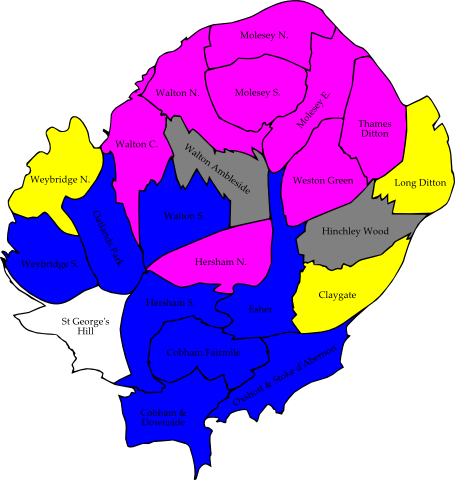 Molesey N.
Walton N.
Molesey S.
Molesey E.
Thames
Ditton
Walton C.
Walton Ambleside
Weybridge N.
Weston Green
Long Ditton
Oatlands Park
Walton S.
Hinchley Wood
Weybridge S.
Hersham N.
Claygate
Hersham S.
Esher
St George's
Hill
Cobham Fairmile
Oxshott & Stoke d'Abernon
Cobham &
Downside